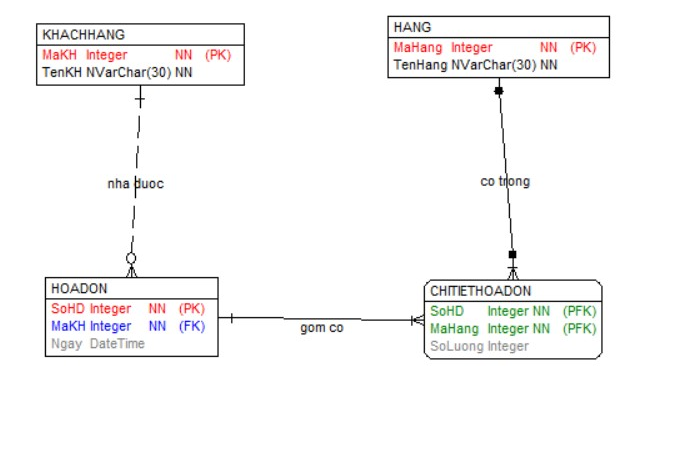 KHACHHANG
MaKH Integer NN (PK)
TenKH NVarChar(30) NN
HANG
MaHang Integer NN (PK)
TenHang NVarChar(30) NN
nha duoc
co trong
HOADON
SoHD Integer NN (PK)
MaKH Integer NN (FK)
Ngay DateTime
gom co
CHITIETHOADON
SoHD Integer NN (PFK)
MaHang Integer NN (PFK)
SoLuong Integer